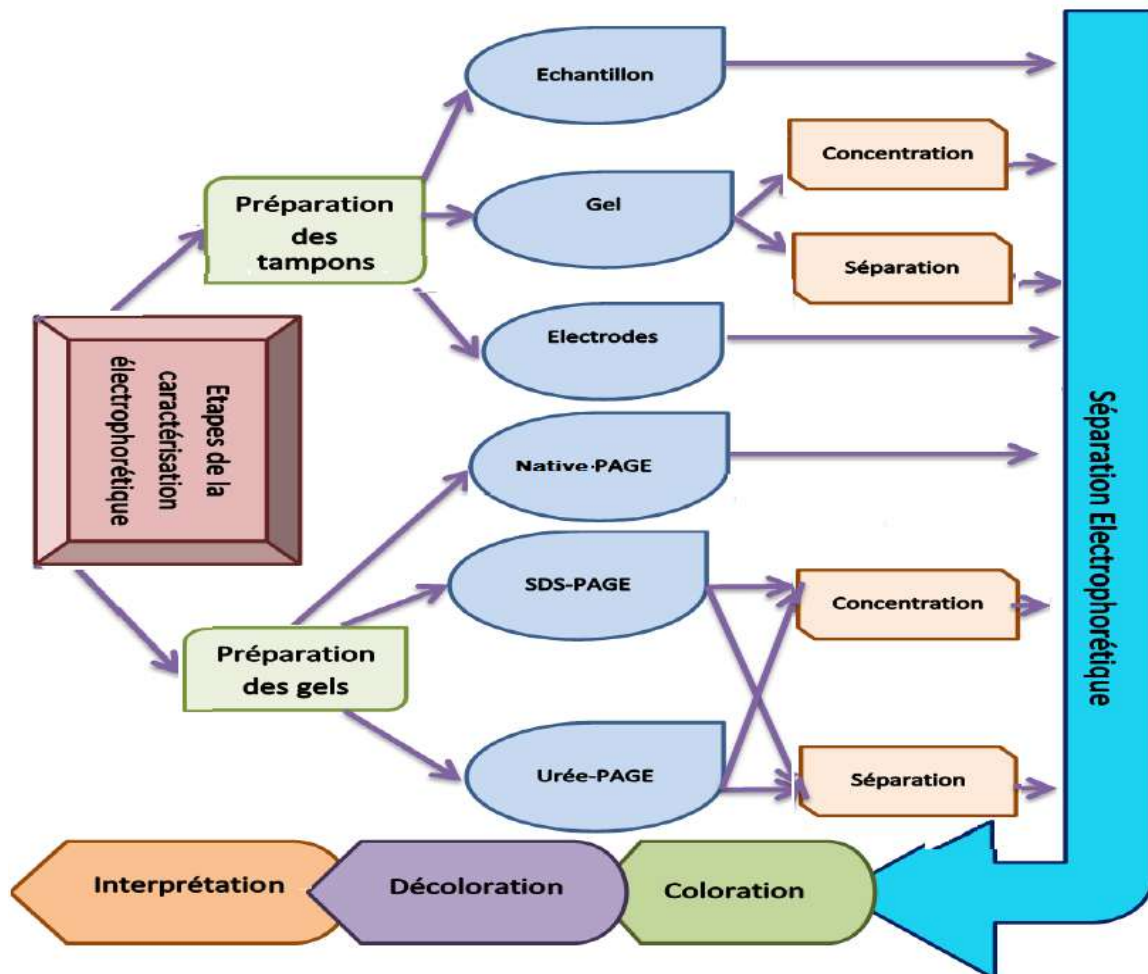 Etapes de la
caractérisation
électrophorétique
Préparation
des
tampons
Echantillon
Gel
Concentration
Séparation
Electrodes
Préparation
des gels
Native-PAGE
SDS-PAGE
Urée-PAGE
Concentration
Séparation
Séparation Electrophorétique
Coloration
Décoloration
Interprétation